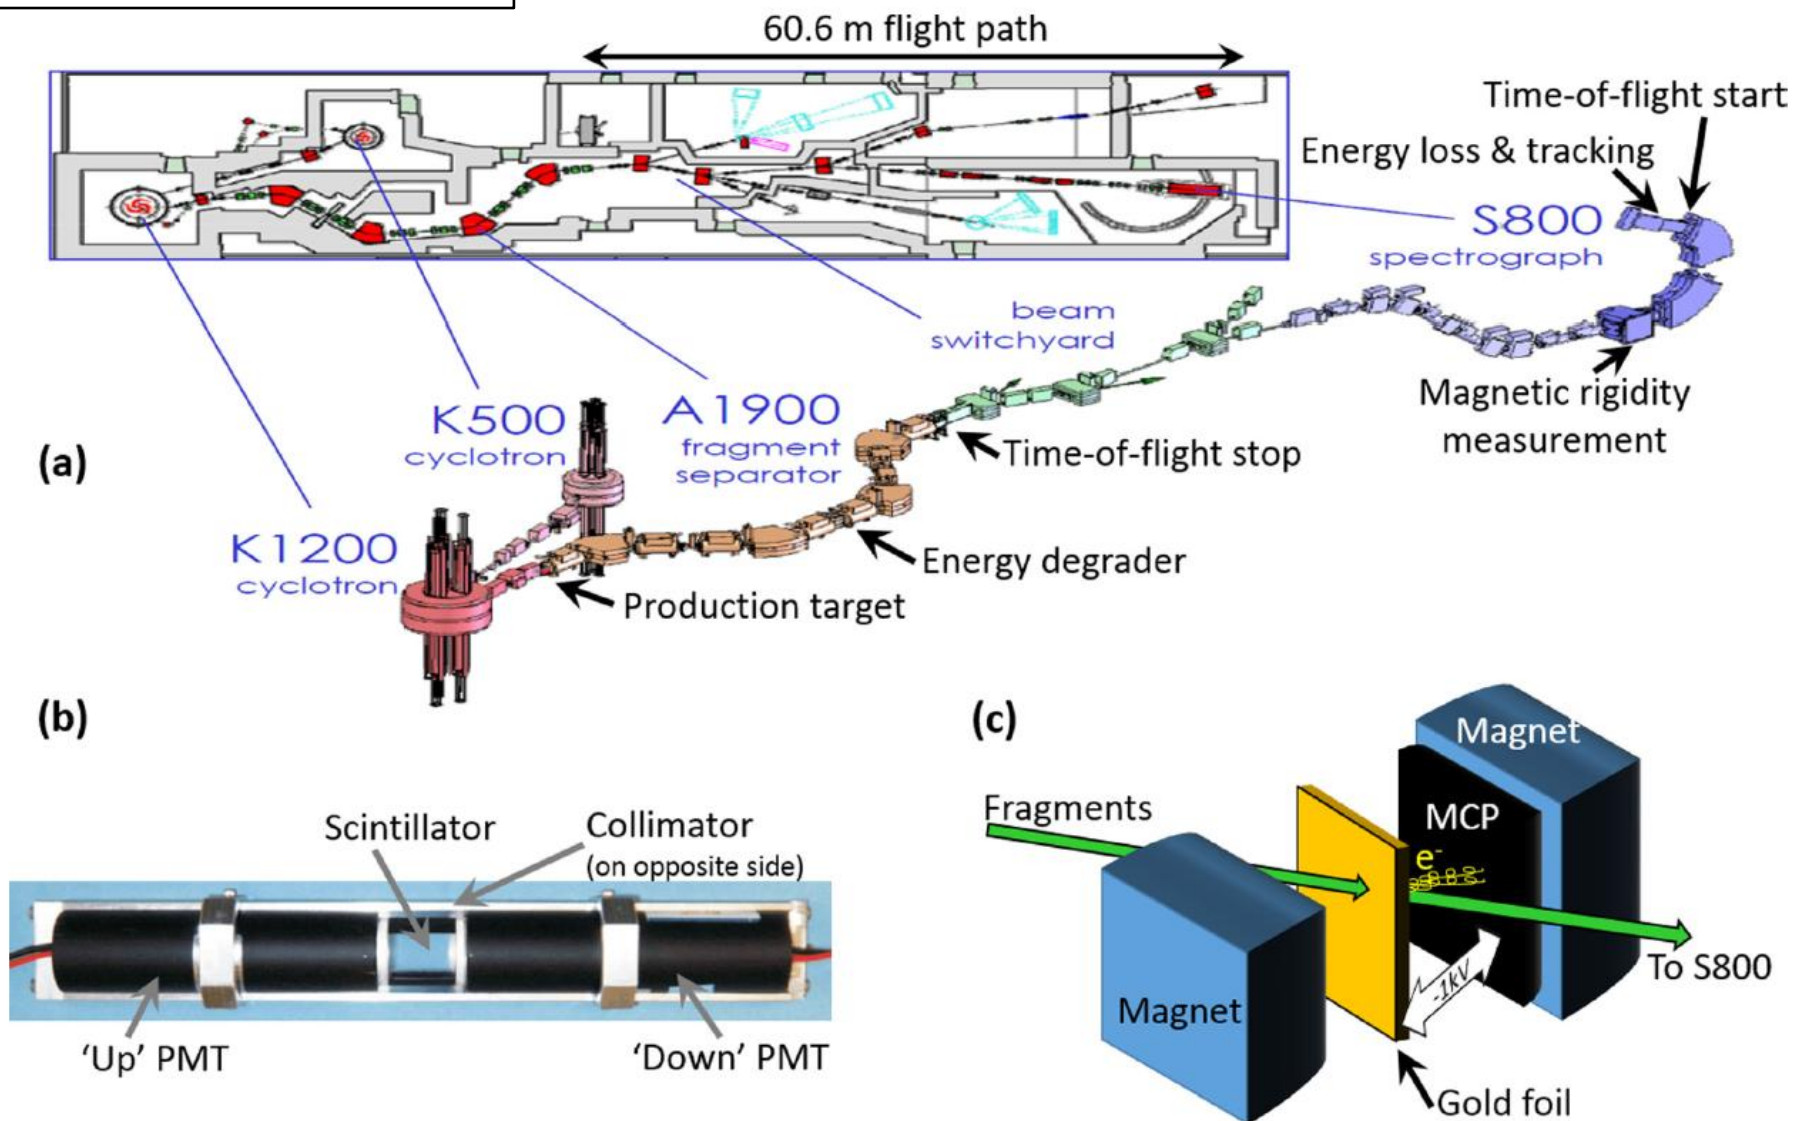 60.6 m flight path
Time-of-flight start
Energy loss & tracking
S800
spectrograph
beam
switchyard
Magnetic rigidity
measurement
K500
cyclotron
A1900
fragment
separator
(a)
Time-of-flight stop
K1200
cyclotron
Energy degrader
Production target
(b)
Scintillator
Collimator
(on opposite side)
'Up' PMT
'Down' PMT
(c)
Magnet
Fragments
MCP
e-
-1kV
To S800
Magnet
Gold foil